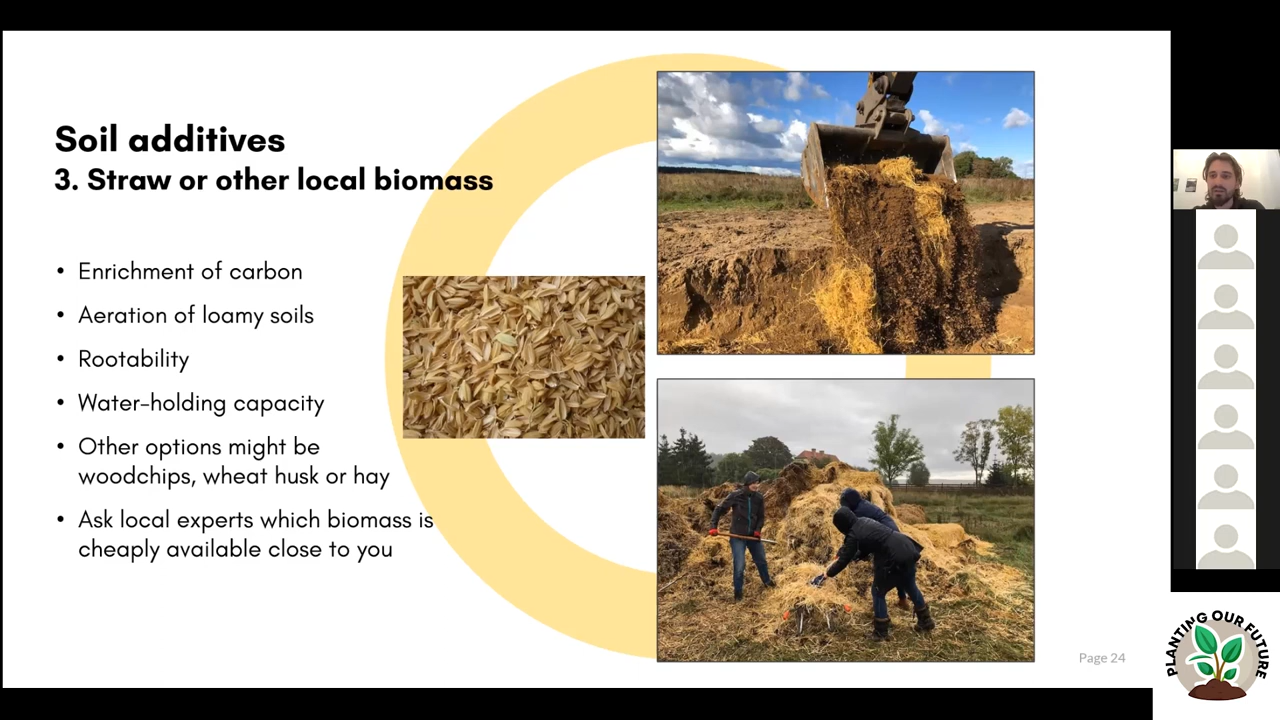 Soil additives
3. Straw or other local biomass
• Enrichment of carbon
• Aeration of loamy soils
• Rootability
• Water-holding capacity
• Other options might be
woodchips, wheat husk or hay
• Ask local experts which biomass is
cheaply available close to you
Page 24
PLANTING OUR FUTURE